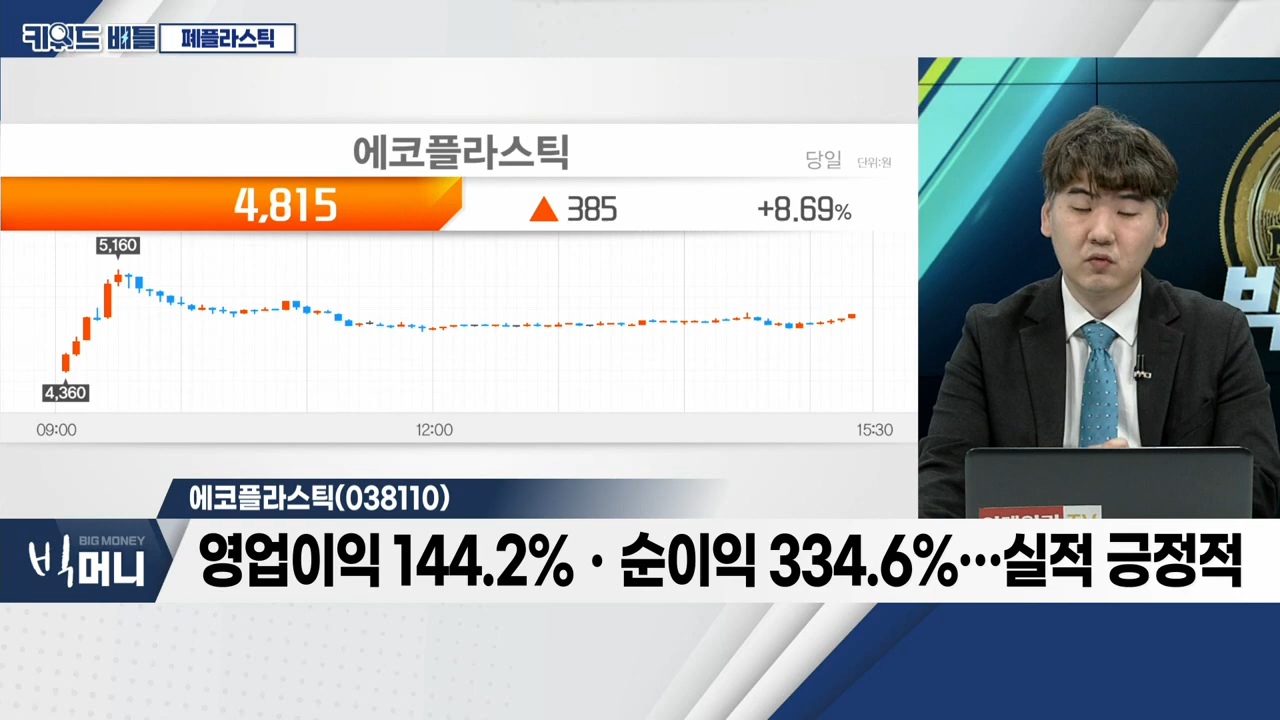 키워드 배틀 폐플라스틱
에코플라스틱
당일 단위:원
4,815 ▲ 385 +8.69%
5,160
4,360
09:00 12:00 15:30
에코플라스틱(038110)
BIG MONEY
빅머니
영업이익 144.2%·순이익 334.6%…실적 긍정적